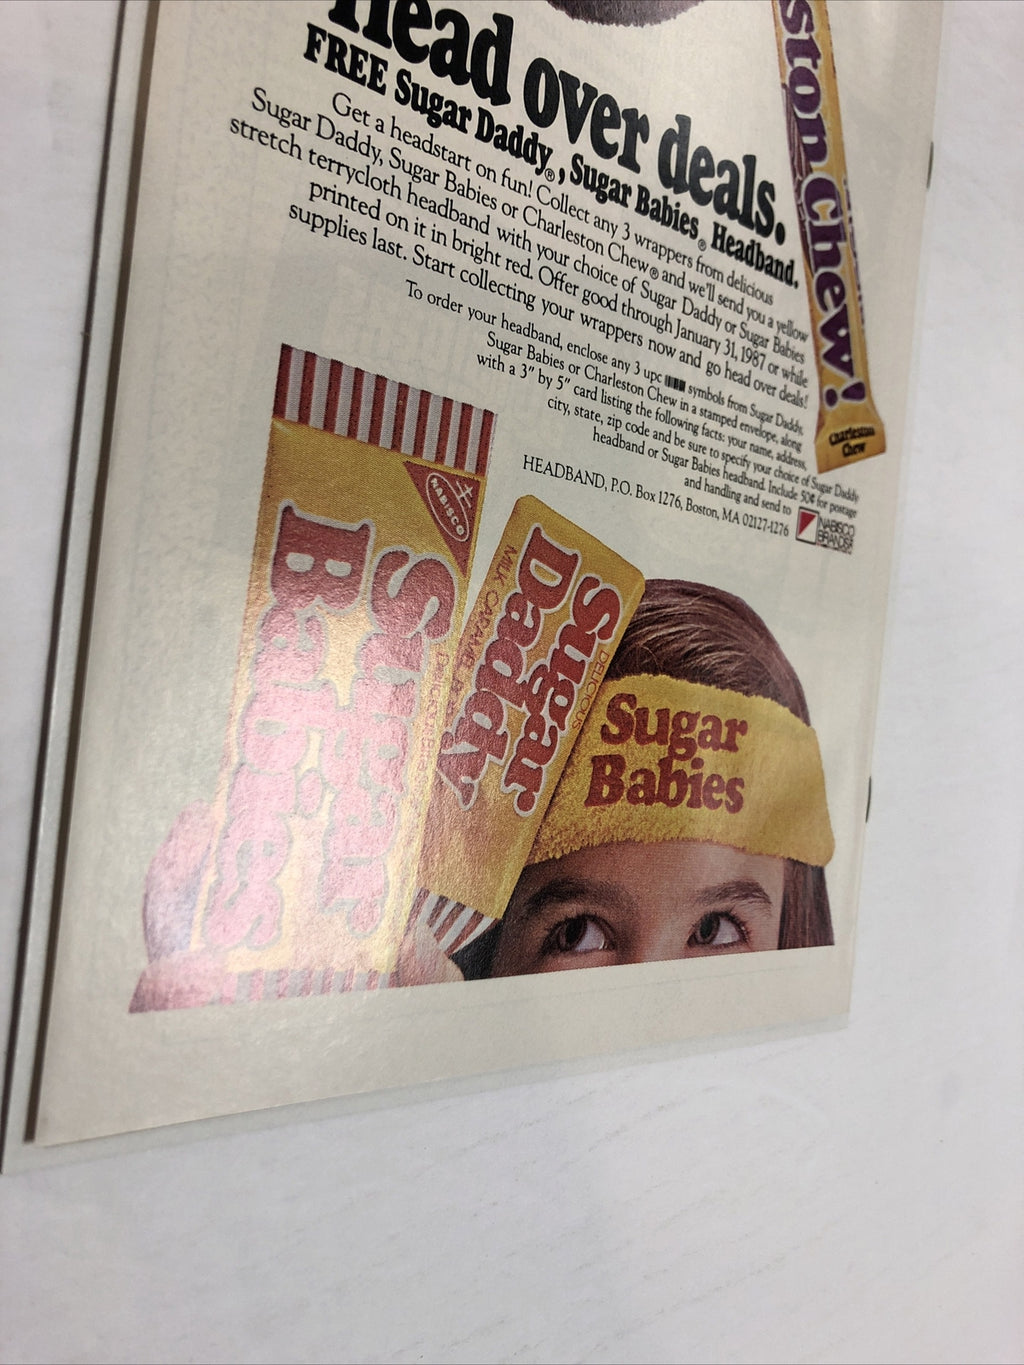 Head over deals.
FREE Sugar Daddy®, Sugar Babies® Headband.
Get a headstart on fun! Collect any 3 wrappers from delicious
Sugar Daddy, Sugar Babies or Charleston Chew® and we'll send you a yellow
stretch terrycloth headband with your choice of Sugar Daddy or Sugar Babies
printed on it in bright red. Offer good through January 31, 1987 or while
supplies last. Start collecting your wrappers now and go head over deals!
To order your headband, enclose any 3 upc symbols from Sugar Daddy,
Sugar Babies or Charleston Chew in a stamped envelope, along
with a 3" by 5" card listing the following facts: your name, address,
city, state, zip code and be sure to specify your choice of Sugar Daddy
headband or Sugar Babies headband. Include 50¢ for postage
and handling and send to
HEADBAND, P.O. Box 1276, Boston, MA 02127-1276
NABISCO
BRANDS
ston Chew!
Charleston
Chew
NABISCO
Sugar
Babies
DELICIOUS
Sugar
Daddy
MILK CARAMEL
Sugar
Babies